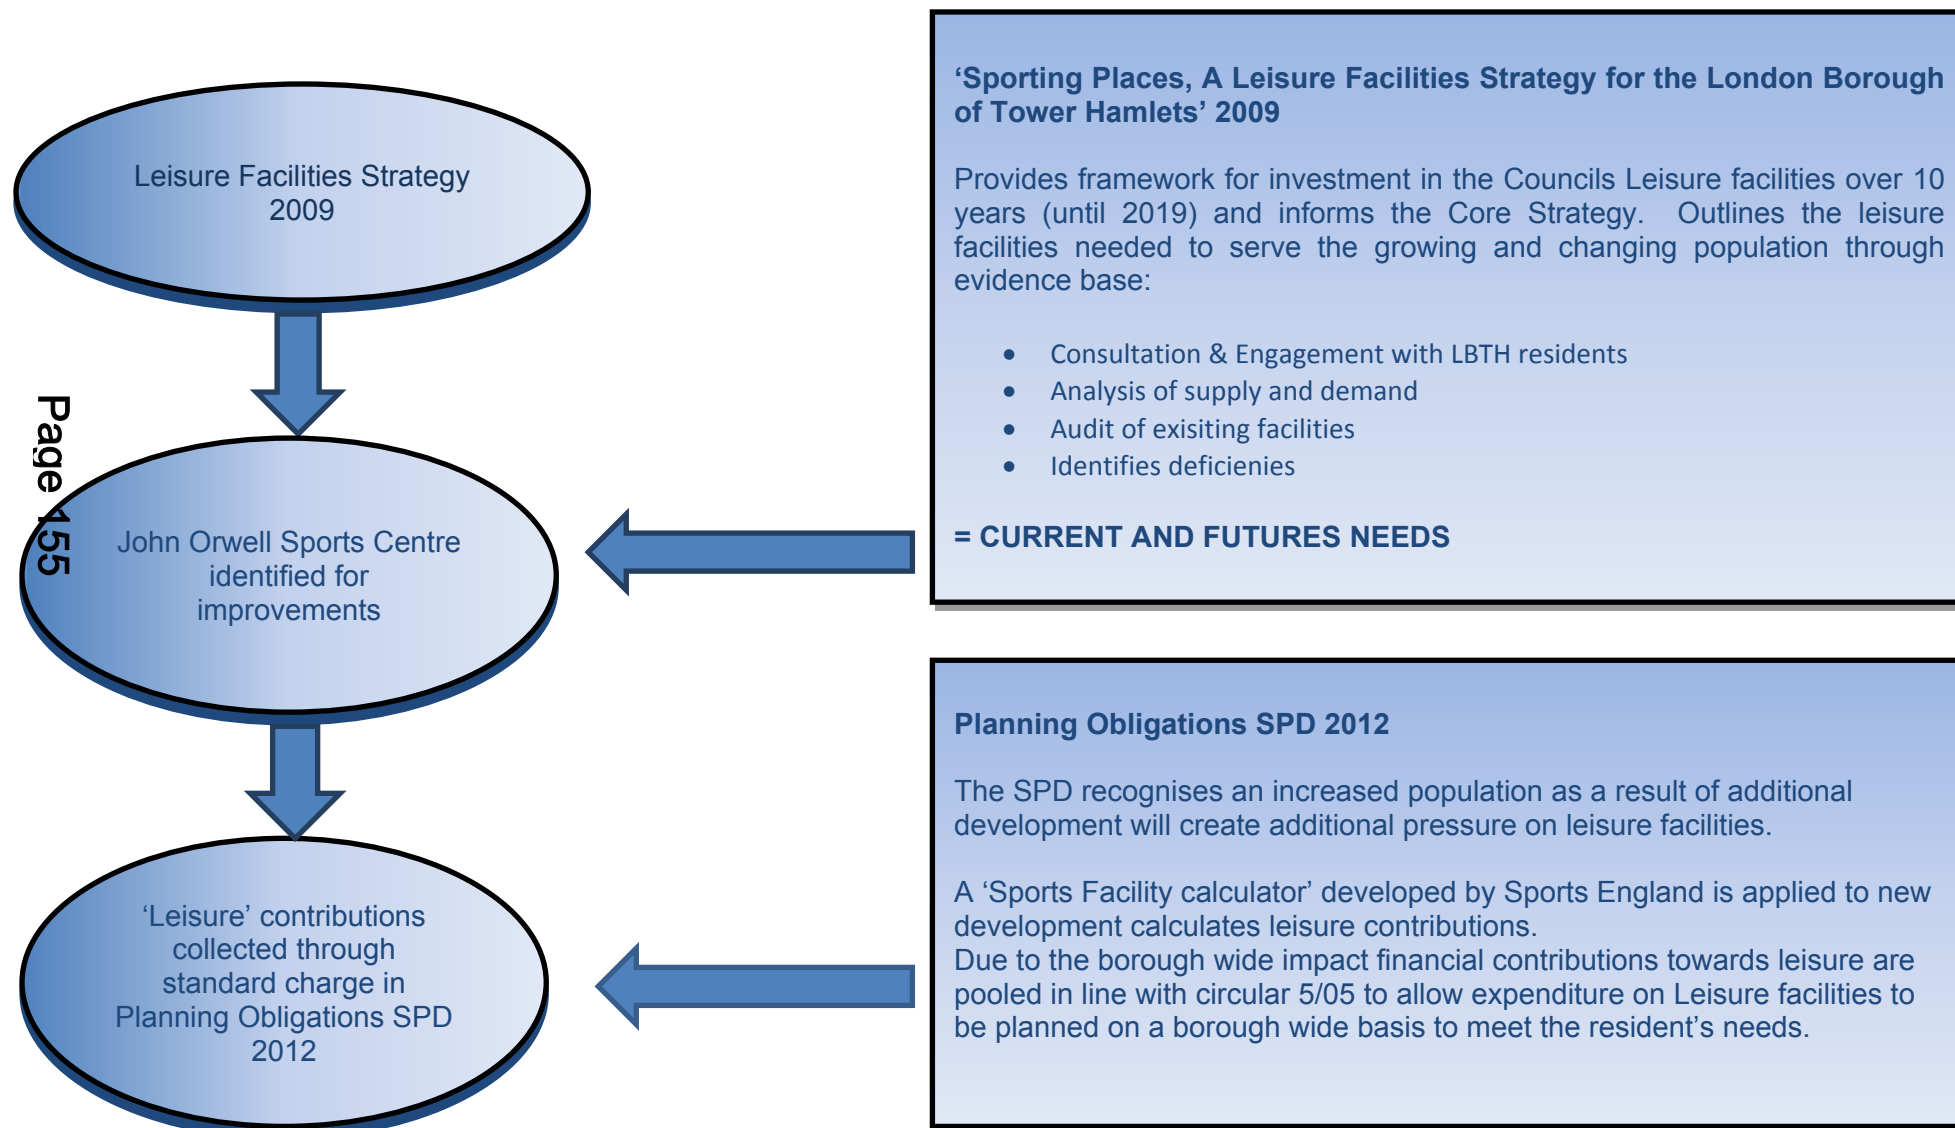 Leisure Facilities Strategy
2009
John Orwell Sports Centre
identified for
improvements
‘Leisure’ contributions
collected through
standard charge in
Planning Obligations SPD
2012
Page 155
‘Sporting Places, A Leisure Facilities Strategy for the London Borough
of Tower Hamlets’ 2009
Provides framework for investment in the Councils Leisure facilities over 10
years (until 2019) and informs the Core Strategy. Outlines the leisure
facilities needed to serve the growing and changing population through
evidence base:
• Consultation & Engagement with LBTH residents
• Analysis of supply and demand
• Audit of exisiting facilities
• Identifies deficienies
= CURRENT AND FUTURES NEEDS
Planning Obligations SPD 2012
The SPD recognises an increased population as a result of additional
development will create additional pressure on leisure facilities.
A ‘Sports Facility calculator’ developed by Sports England is applied to new
development calculates leisure contributions.
Due to the borough wide impact financial contributions towards leisure are
pooled in line with circular 5/05 to allow expenditure on Leisure facilities to
be planned on a borough wide basis to meet the resident’s needs.